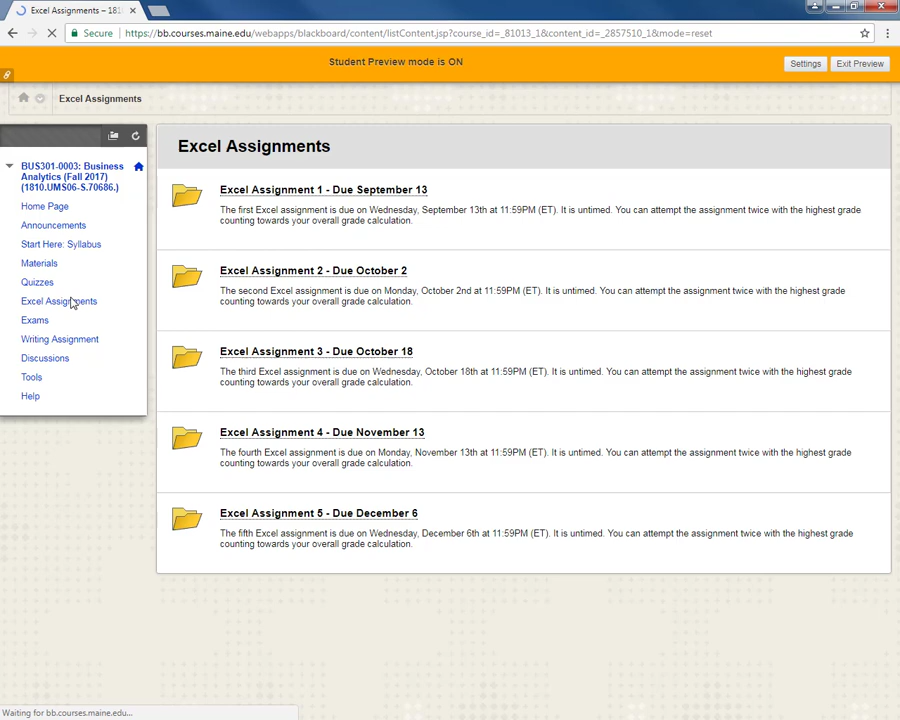 Excel Assignments – 181
Secure
https://bb.courses.maine.edu/webapps/blackboard/content/listContent.jsp?course_id=_81013_1&content_id=_2857510_1&mode=reset
Student Preview mode is ON
Settings
Exit Preview
Excel Assignments
BUS301-0003: Business
Analytics (Fall 2017)
(1810.UMS06-S.70686.)
Home Page
Announcements
Start Here: Syllabus
Materials
Quizzes
Excel Assignments
Exams
Writing Assignment
Discussions
Tools
Help
Excel Assignments
Excel Assignment 1 - Due September 13
The first Excel assignment is due on Wednesday, September 13th at 11:59PM (ET). It is untimed. You can attempt the assignment twice with the highest grade
counting towards your overall grade calculation.
Excel Assignment 2 - Due October 2
The second Excel assignment is due on Monday, October 2nd at 11:59PM (ET). It is untimed. You can attempt the assignment twice with the highest grade
counting towards your overall grade calculation.
Excel Assignment 3 - Due October 18
The third Excel assignment is due on Wednesday, October 18th at 11:59PM (ET). It is untimed. You can attempt the assignment twice with the highest grade
counting towards your overall grade calculation.
Excel Assignment 4 - Due November 13
The fourth Excel assignment is due on Monday, November 13th at 11:59PM (ET). It is untimed. You can attempt the assignment twice with the highest grade
counting towards your overall grade calculation.
Excel Assignment 5 - Due December 6
The fifth Excel assignment is due on Wednesday, December 6th at 11:59PM (ET). It is untimed. You can attempt the assignment twice with the highest grade
counting towards your overall grade calculation.
Waiting for bb.courses.maine.edu...